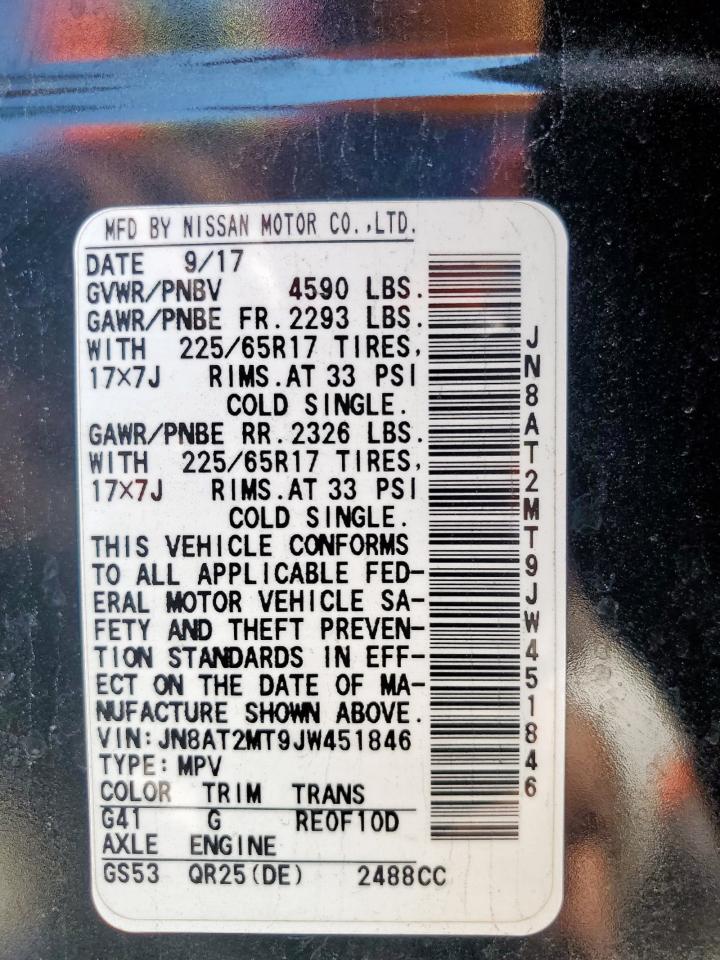 MFD BY NISSAN MOTOR CO.,LTD.
DATE 9/17
GVWR/PNBV 4590 LBS.
GAWR/PNBE FR.2293 LBS.
WITH 225/65R17 TIRES,
17×7J RIMS.AT 33 PSI
COLD SINGLE.
GAWR/PNBE RR.2326 LBS.
WITH 225/65R17 TIRES,
17×7J RIMS.AT 33 PSI
COLD SINGLE.
THIS VEHICLE CONFORMS
TO ALL APPLICABLE FED-
ERAL MOTOR VEHICLE SA-
FETY AND THEFT PREVEN-
TION STANDARDS IN EFF-
ECT ON THE DATE OF MA-
NUFACTURE SHOWN ABOVE.
VIN:JN8AT2MT9JW451846
TYPE:MPV
COLOR TRIM TRANS
G41 G RE0F10D
AXLE ENGINE
GS53 QR25(DE) 2488CC
JN8AT2MT9JW451846